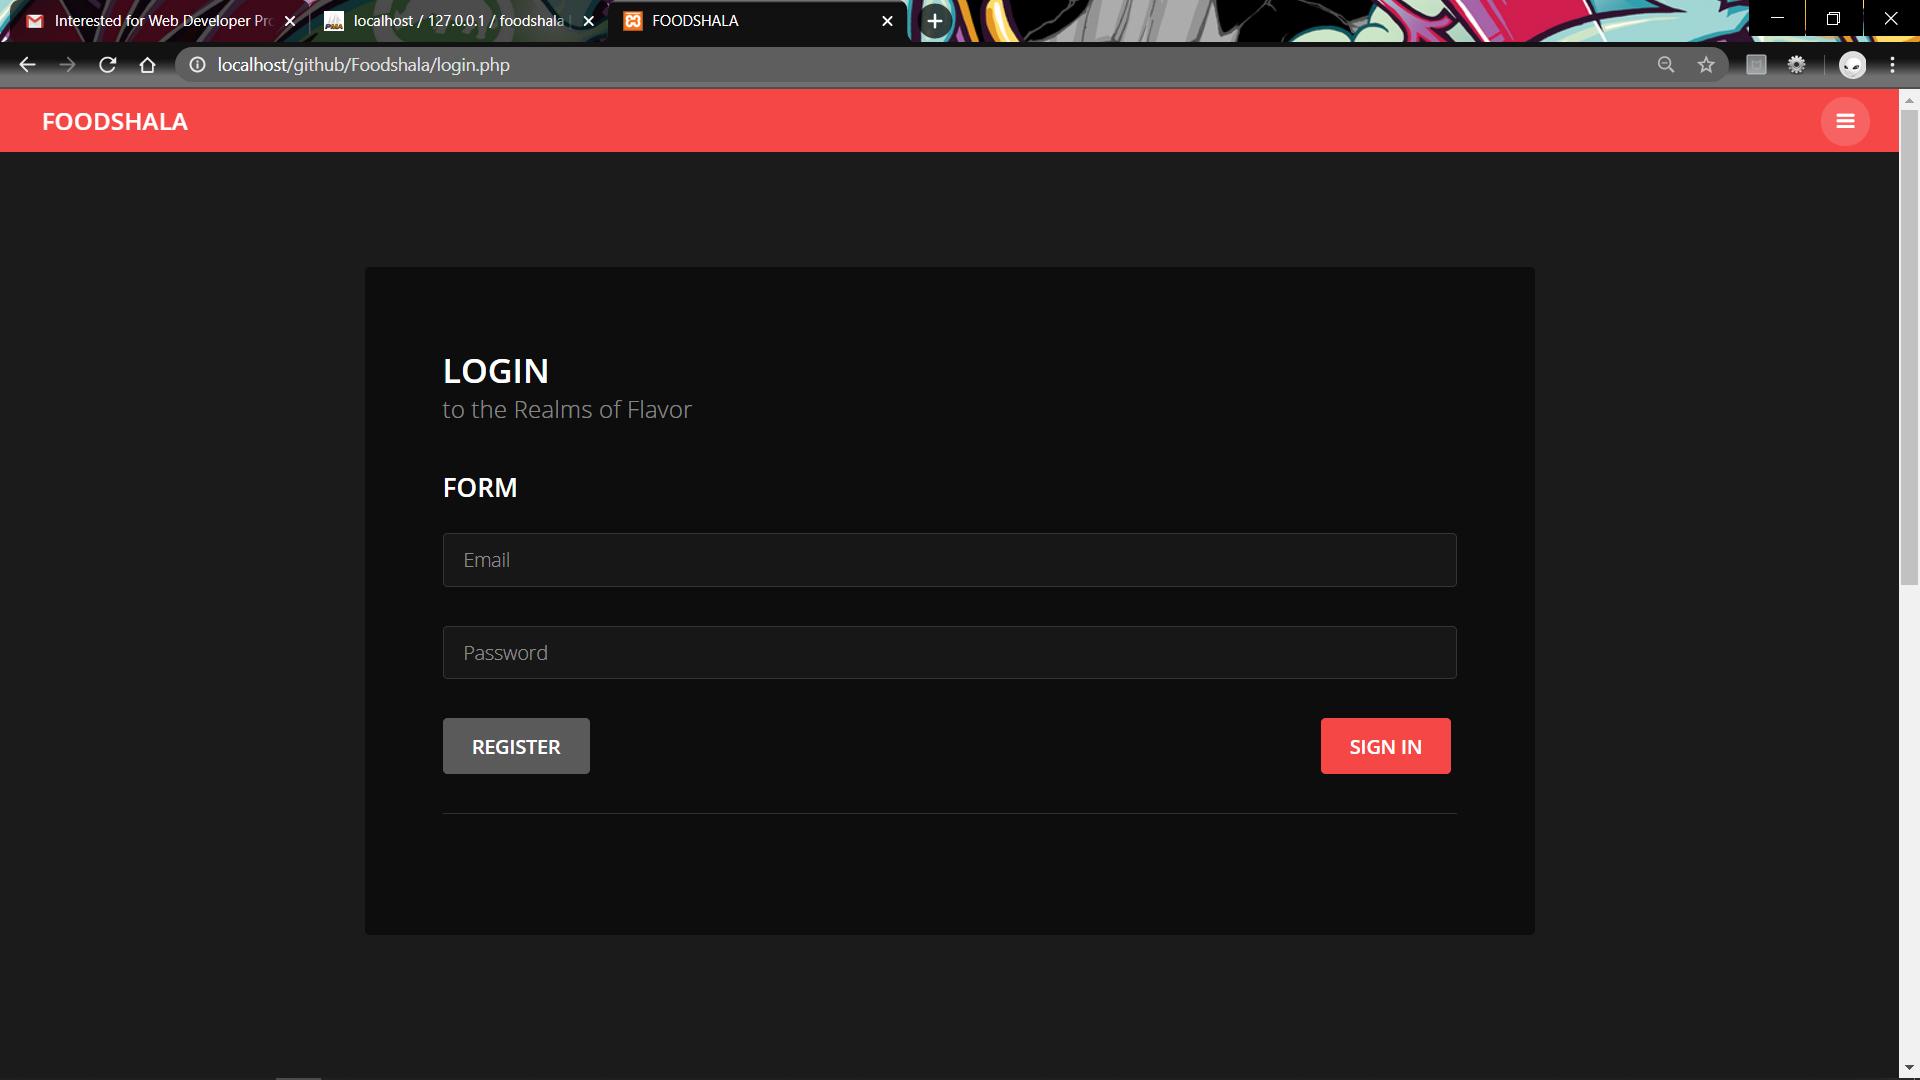 Interested for Web Developer Pro
localhost / 127.0.0.1 / foodshala
FOODSHALA
localhost/github/Foodshala/login.php
FOODSHALA
LOGIN
to the Realms of Flavor
FORM
Email
Password
REGISTER
SIGN IN